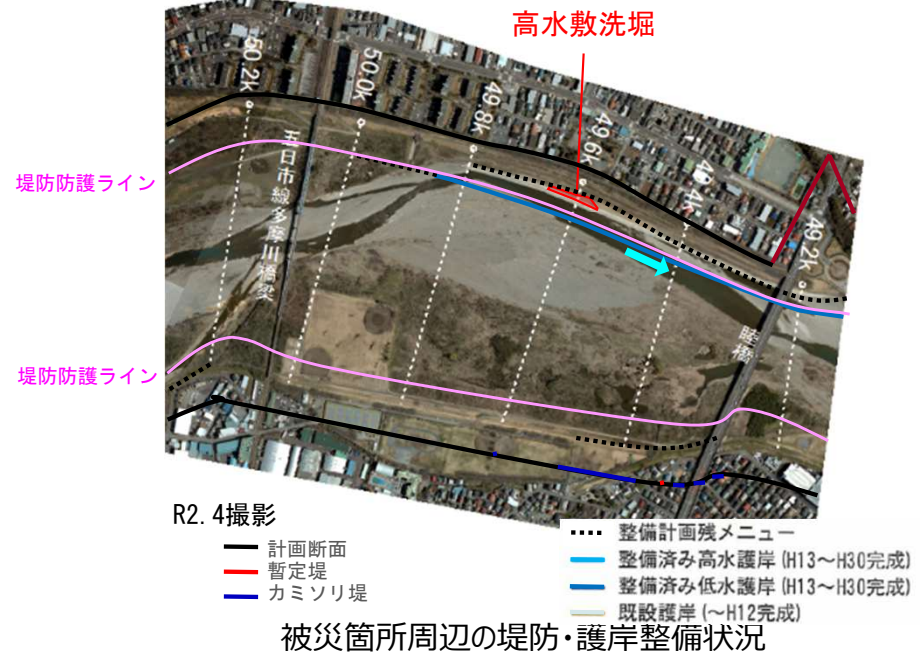 高水敷洗堀
50.2k
50.0k
49.8k
49.6k
49.4k
49.2k
堤防防護ライン
五日市線多摩川橋梁
睦橋
堤防防護ライン
R2.4撮影
計画断面
暫定堤
カミソリ堤
整備計画残メニュー
整備済み高水護岸(H13～H30完成)
整備済み低水護岸(H13～H30完成)
既設護岸(～H12完成)
被災箇所周辺の堤防・護岸整備状況